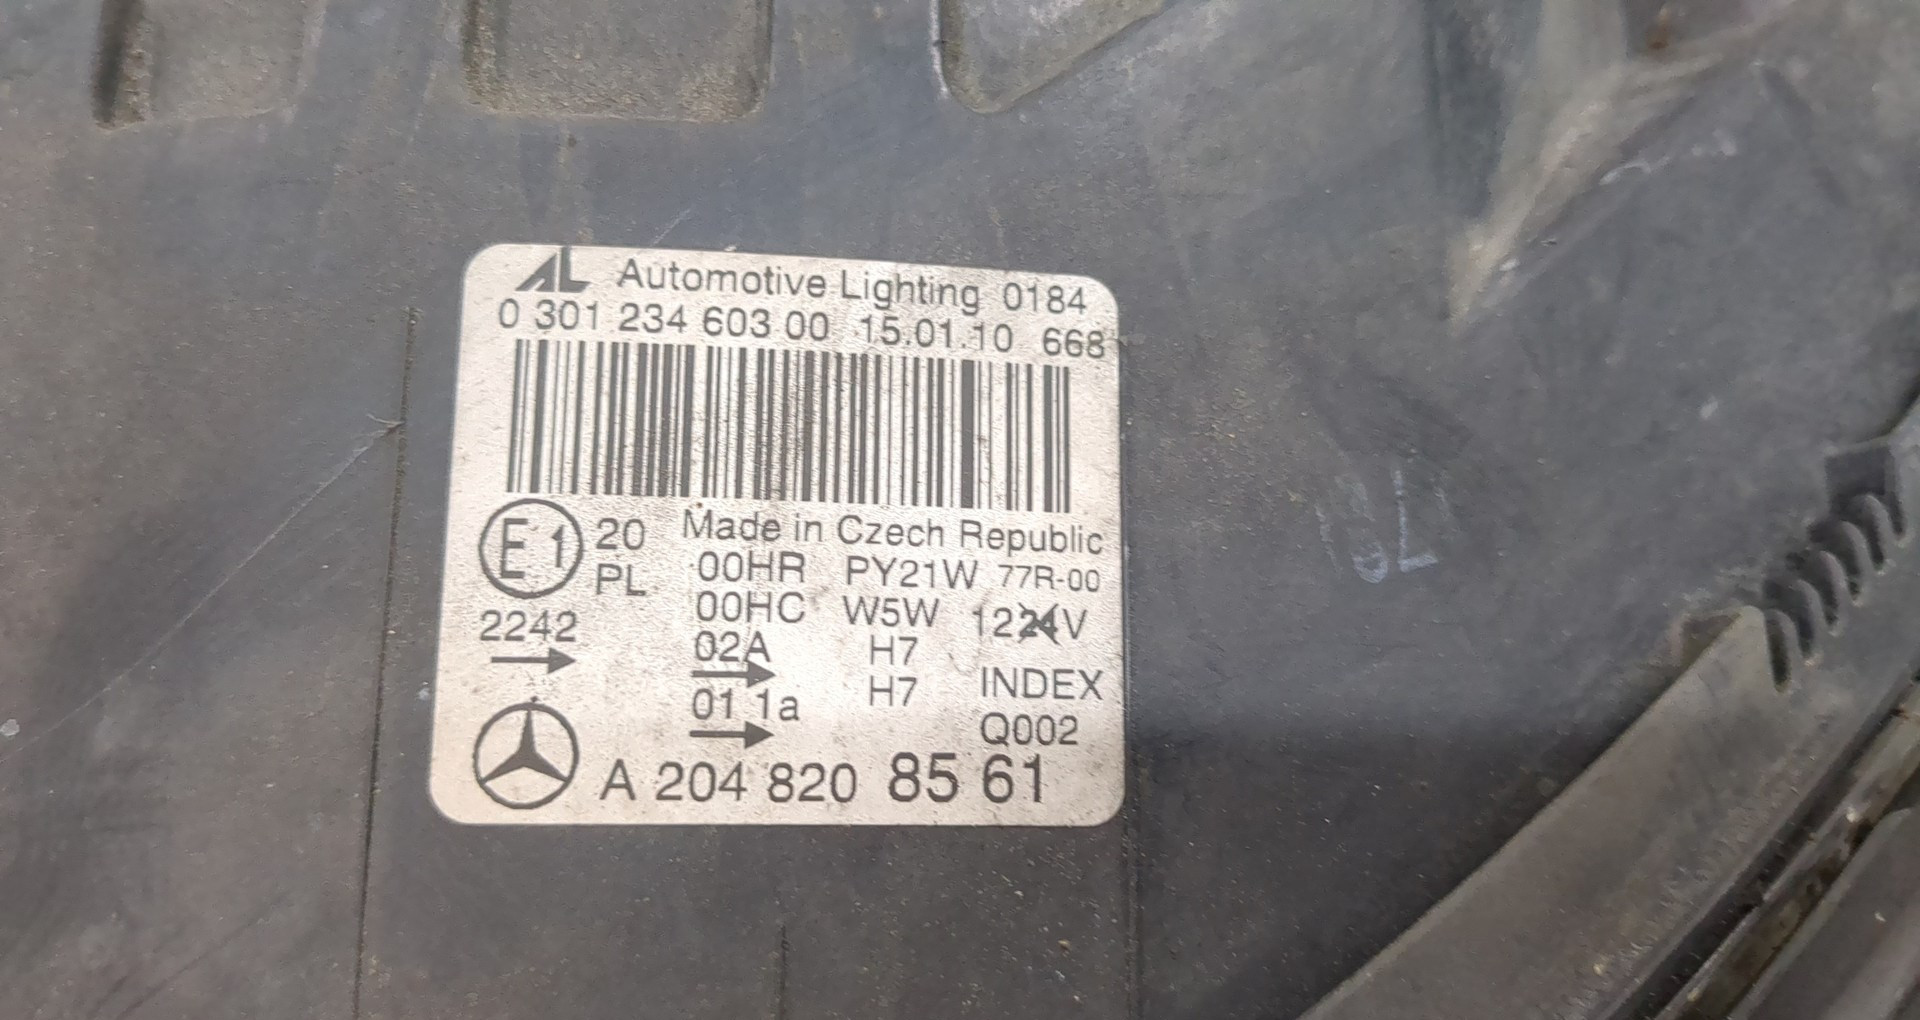 AL Automotive Lighting 0184
0 301 234 603 00 15.01.10 668
E1 20 Made in Czech Republic
PL 00HR PY21W 77R-00
00HC W5W 1224V
2242 02A H7
01 1a H7 INDEX
Q002
A 204 820 85 61